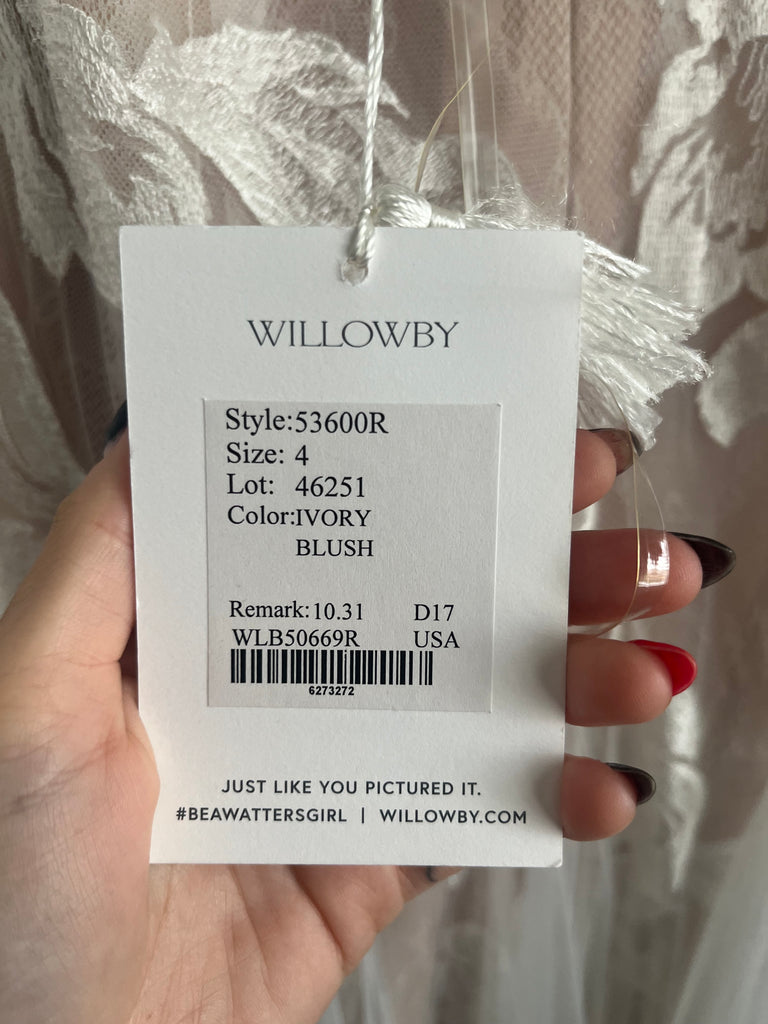 WILLOWBY
Style:53600R
Size: 4
Lot: 46251
Color:IVORY
BLUSH
Remark:10.31 D17
WLB50669R USA
6273272
JUST LIKE YOU PICTURED IT.
#BEAWATTERSGIRL | WILLOWBY.COM